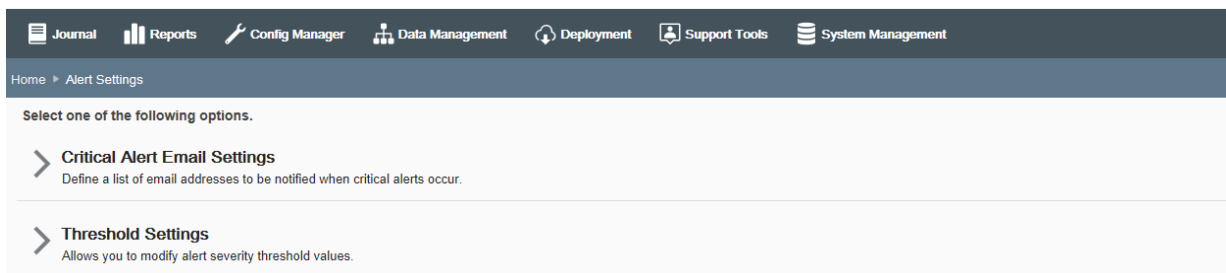 Journal Reports Config Manager Data Management Deployment Support Tools System Management
Home Alert Settings
Select one of the following options.
Critical Alert Email Settings
Define a list of email addresses to be notified when critical alerts occur.
Threshold Settings
Allows you to modify alert severity threshold values.